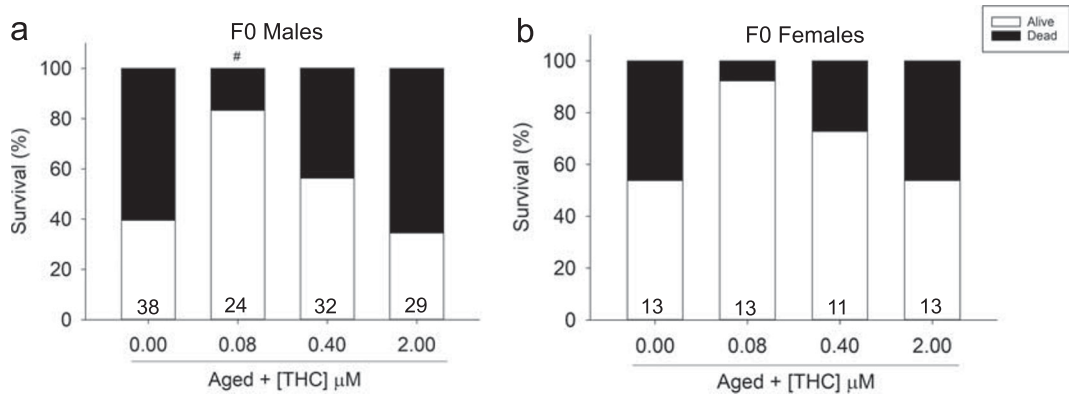 a
F0 Males
#
Survival (%)
100
80
60
40
20
0
38
24
32
29
0.00
0.08
0.40
2.00
Aged + [THC] μM
b
F0 Females
Alive
Dead
Survival (%)
100
80
60
40
20
0
13
13
11
13
0.00
0.08
0.40
2.00
Aged + [THC] μM